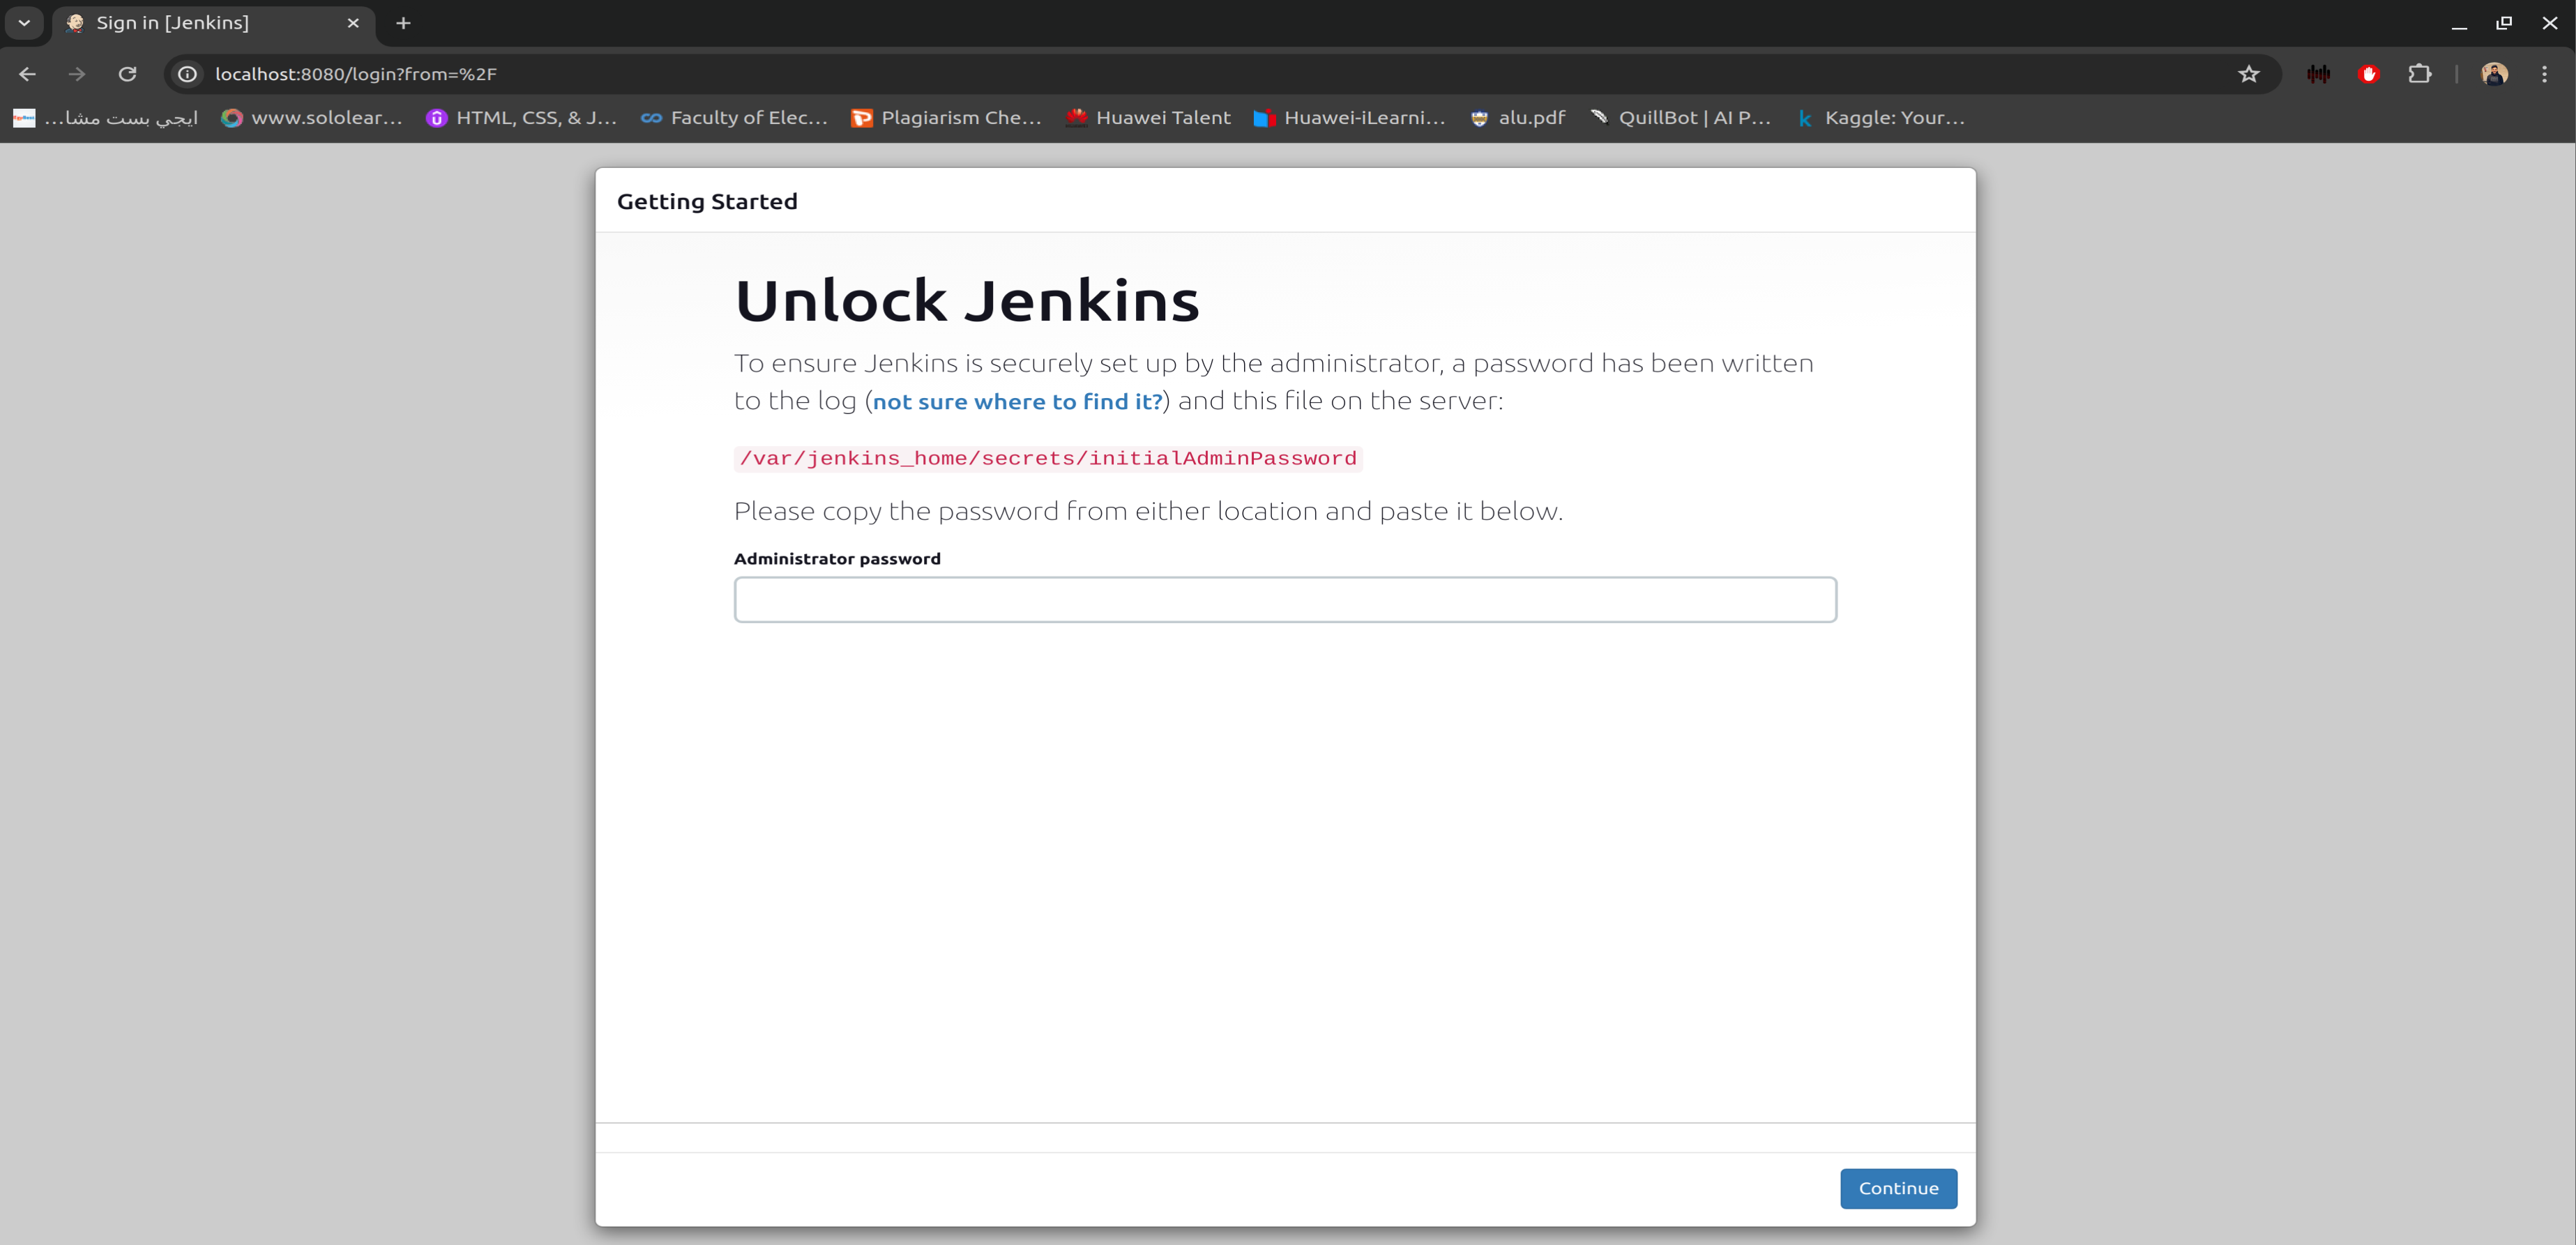 Sign in [Jenkins]
localhost:8080/login?from=%2F
ايجي بست مشا...
www.sololear...
HTML, CSS, & J...
Faculty of Elec...
Plagiarism Che...
Huawei Talent
Huawei-iLearni...
alu.pdf
QuillBot | AI P...
Kaggle: Your...
Getting Started
Unlock Jenkins
To ensure Jenkins is securely set up by the administrator, a password has been written
to the log (not sure where to find it?) and this file on the server:
/var/jenkins_home/secrets/initialAdminPassword
Please copy the password from either location and paste it below.
Administrator password
Continue